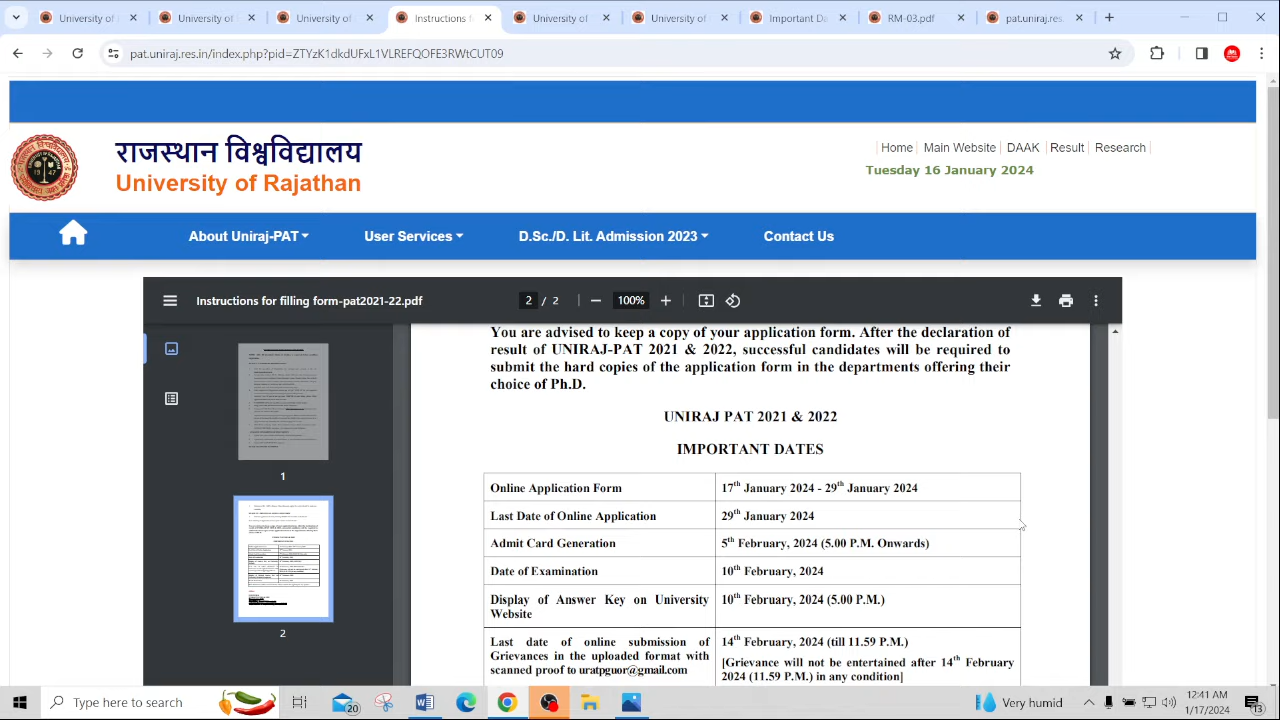 University of
University of
University of
Instructions f
University of
University of
Important Da
RM-03.pdf
pat.uniraj.res.
pat.uniraj.res.in/index.php?pid=ZTYzK1dkdUFxL1VLREFQOFE3RWtCUT09
राजस्थान विश्वविद्यालय
University of Rajathan
Home Main Website DAAK Result Research
Tuesday 16 January 2024
About Uniraj-PAT User Services D.Sc./D. Lit. Admission 2023 Contact Us
Instructions for filling form-pat2021-22.pdf 2 / 2 100%
1
2
You are advised to keep a copy of your application form. After the declaration of
result of UNIRAJ-PAT 2021 & 2022, successful candidates will be required to
submit the hard copies of the application form in the departments offering their
choice of Ph.D.
UNIRAJ PAT 2021 & 2022
IMPORTANT DATES
Online Application Form 17th January 2024 - 29th January 2024
Last Date of Online Application 29th January 2024
Admit Card Generation 5th February, 2024 (5.00 P.M. Onwards)
Date of Examination 10th February, 2024
Display of Answer Key on University 10th February, 2024 (5.00 P.M.)
Website
Last date of online submission of 14th February, 2024 (till 11.59 P.M.)
Grievances in the uploaded format with [Grievance will not be entertained after 14th February
scanned proof to uratpguor@gmail.com 2024 (11.59 P.M.) in any condition]
Type here to search
20
Very humid
12:41 AM
1/17/2024
13